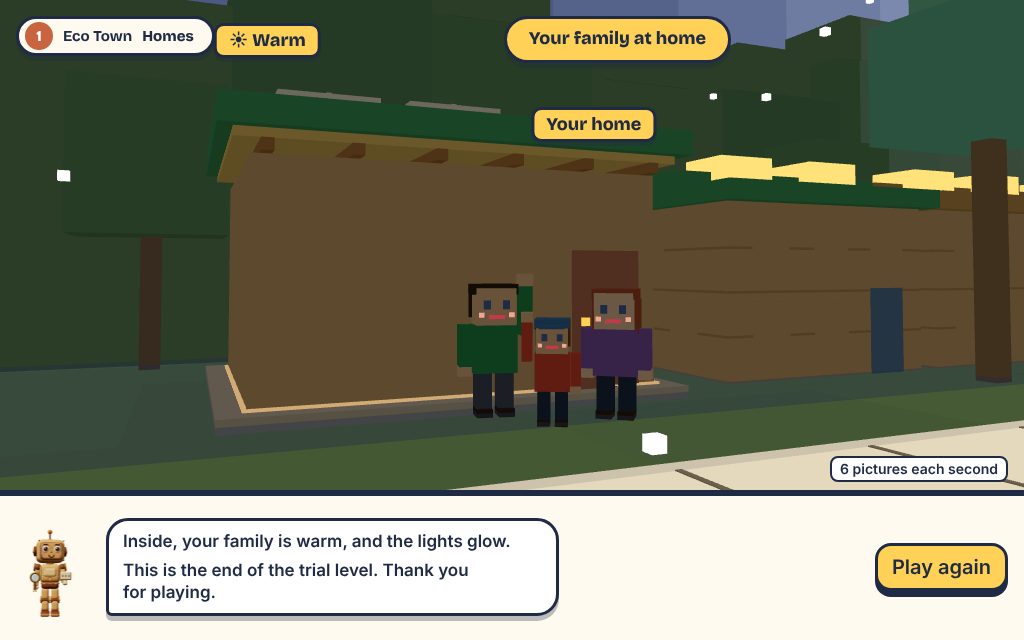 1 Eco Town Homes
Warm
Your family at home
Your home
6 pictures each second
Inside, your family is warm, and the lights glow.
This is the end of the trial level. Thank you
for playing.
Play again